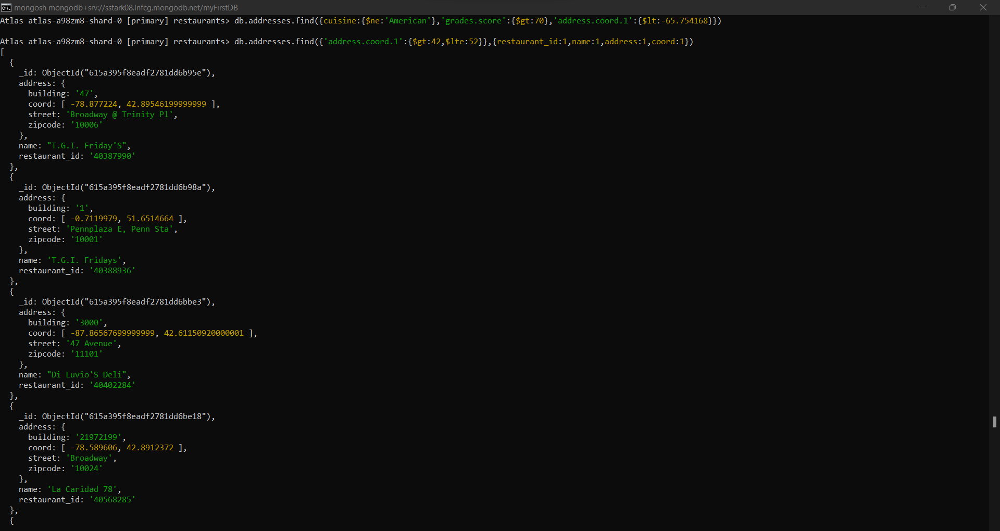 mongosh mongodb+srv://sstark08.lnfcg.mongodb.net/myFirstDB
Atlas atlas-a98zm8-shard-0 [primary] restaurants> db.addresses.find({cuisine:{$ne:'American'},'grades.score':{$gt:70},'address.coord.1':{$lt:-65.754168}})
Atlas atlas-a98zm8-shard-0 [primary] restaurants> db.addresses.find({'address.coord.1':{$gt:42,$lte:52}},{restaurant_id:1,name:1,address:1,coord:1})
[
  {
    _id: ObjectId("615a395f8eadf2781dd6b95e"),
    address: {
      building: '47',
      coord: [ -78.877224, 42.89546199999999 ],
      street: 'Broadway @ Trinity Pl',
      zipcode: '10006'
    },
    name: "T.G.I. Friday'S",
    restaurant_id: '40387990'
  },
  {
    _id: ObjectId("615a395f8eadf2781dd6b98a"),
    address: {
      building: '1',
      coord: [ -0.7119979, 51.6514664 ],
      street: 'Pennplaza E, Penn Sta',
      zipcode: '10001'
    },
    name: 'T.G.I. Fridays',
    restaurant_id: '40388936'
  },
  {
    _id: ObjectId("615a395f8eadf2781dd6bbe3"),
    address: {
      building: '3000',
      coord: [ -87.86567699999999, 42.61150920000001 ],
      street: '47 Avenue',
      zipcode: '11101'
    },
    name: "Di Luvio'S Deli",
    restaurant_id: '40402284'
  },
  {
    _id: ObjectId("615a395f8eadf2781dd6be18"),
    address: {
      building: '21972199',
      coord: [ -78.589606, 42.8912372 ],
      street: 'Broadway',
      zipcode: '10024'
    },
    name: 'La Caridad 78',
    restaurant_id: '40568285'
  },
  {